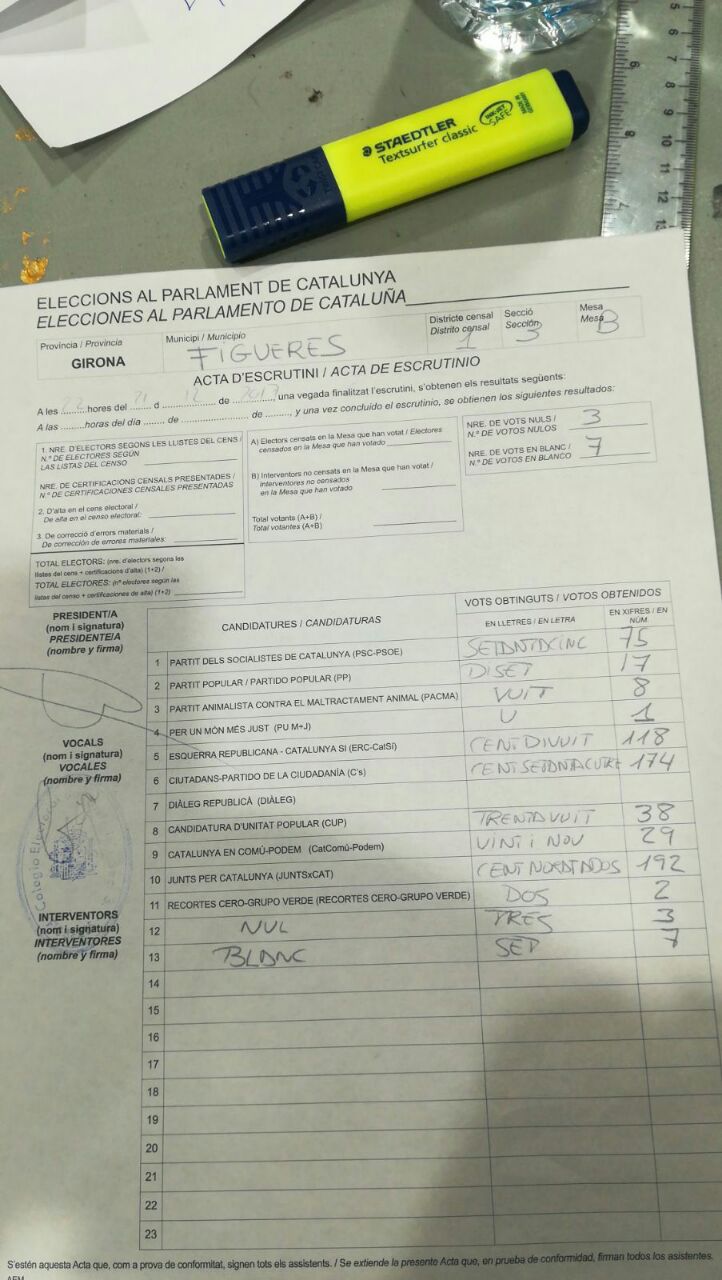 STAEDTLER
Textsurfer classic
INK-JET
SAFE
MADE IN
GERMANY
6
7
8
9
10
11
12
13
ELECCIONS AL PARLAMENT DE CATALUNYA
ELECCIONES AL PARLAMENTO DE CATALUÑA
Província / Provincia
GIRONA
Municipi / Municipio
FIGUERES
Districte censal
Distrito censal
1
Secció
Sección
3
Mesa
Mesa
B
ACTA D'ESCRUTINI / ACTA DE ESCRUTINIO
A les 22 hores del 21 d 12 de 2017, una vegada finalitzat l'escrutini, s'obtenen els resultats següents:
A las ........horas del día ...... de ........................ de ........, y una vez concluido el escrutinio, se obtienen los siguientes resultados:
1. NRE. D'ELECTORS SEGONS LES LLISTES DEL CENS /
N.º DE ELECTORES SEGÚN
LAS LISTAS DEL CENSO
NRE. DE CERTIFICACIONS CENSALS PRESENTADES /
N.º DE CERTIFICACIONES CENSALES PRESENTADAS
2. D'alta en el cens electoral /
De alta en el censo electoral:
3. De correcció d'errors materials /
De corrección de errores materiales:
TOTAL ELECTORS: (nre. d'electors segons les
llistes del cens + certificacions d'alta) (1+2) /
TOTAL ELECTORES: (nº electores según las
listas del censo + certificaciones de alta) (1+2)
A) Electors censats en la Mesa que han votat / Electores
censados en la Mesa que han votado
B) Interventors no censats en la Mesa que han votat /
Interventores no censados
en la Mesa que han votado
Total votants (A+B) /
Total votantes (A+B)
NRE. DE VOTS NULS /
N.º DE VOTOS NULOS
3
NRE. DE VOTS EN BLANC /
N.º DE VOTOS EN BLANCO
7
PRESIDENT/A
(nom i signatura)
PRESIDENTE/A
(nombre y firma)
VOCALS
(nom i signatura)
VOCALES
(nombre y firma)
Colegio
INTERVENTORS
(nom i signatura)
INTERVENTORES
(nombre y firma)
CANDIDATURES / CANDIDATURAS
VOTS OBTINGUTS / VOTOS OBTENIDOS
EN LLETRES / EN LETRA
EN XIFRES / EN NÚM.
1 PARTIT DELS SOCIALISTES DE CATALUNYA (PSC-PSOE) SETANTACINC 75
2 PARTIT POPULAR / PARTIDO POPULAR (PP) DISET 17
3 PARTIT ANIMALISTA CONTRA EL MALTRACTAMENT ANIMAL (PACMA) VUIT 8
4 PER UN MÓN MÉS JUST (PU M+J) U 1
5 ESQUERRA REPUBLICANA - CATALUNYA SI (ERC-CatSí) CENT DIVUIT 118
6 CIUTADANS-PARTIDO DE LA CIUDADANÍA (C's) 174
7 DIÀLEG REPUBLICÀ (DIÀLEG)
8 CANDIDATURA D'UNITAT POPULAR (CUP) TRENTAVUIT 38
9 CATALUNYA EN COMÚ-PODEM (CatComú-Podem) VINT i NOU 29
10 JUNTS PER CATALUNYA (JUNTSxCAT) CENT 192
11 RECORTES CERO-GRUPO VERDE (RECORTES CERO-GRUPO VERDE) DOS 2
12 NUL TRES 3
13 BLANC SET 7
14
15
16
17
18
19
20
21
22
23
S'estén aquesta Acta que, com a prova de conformitat, signen tots els assistents. / Se extiende la presente Acta que, en prueba de conformidad, firman todos los asistentes.